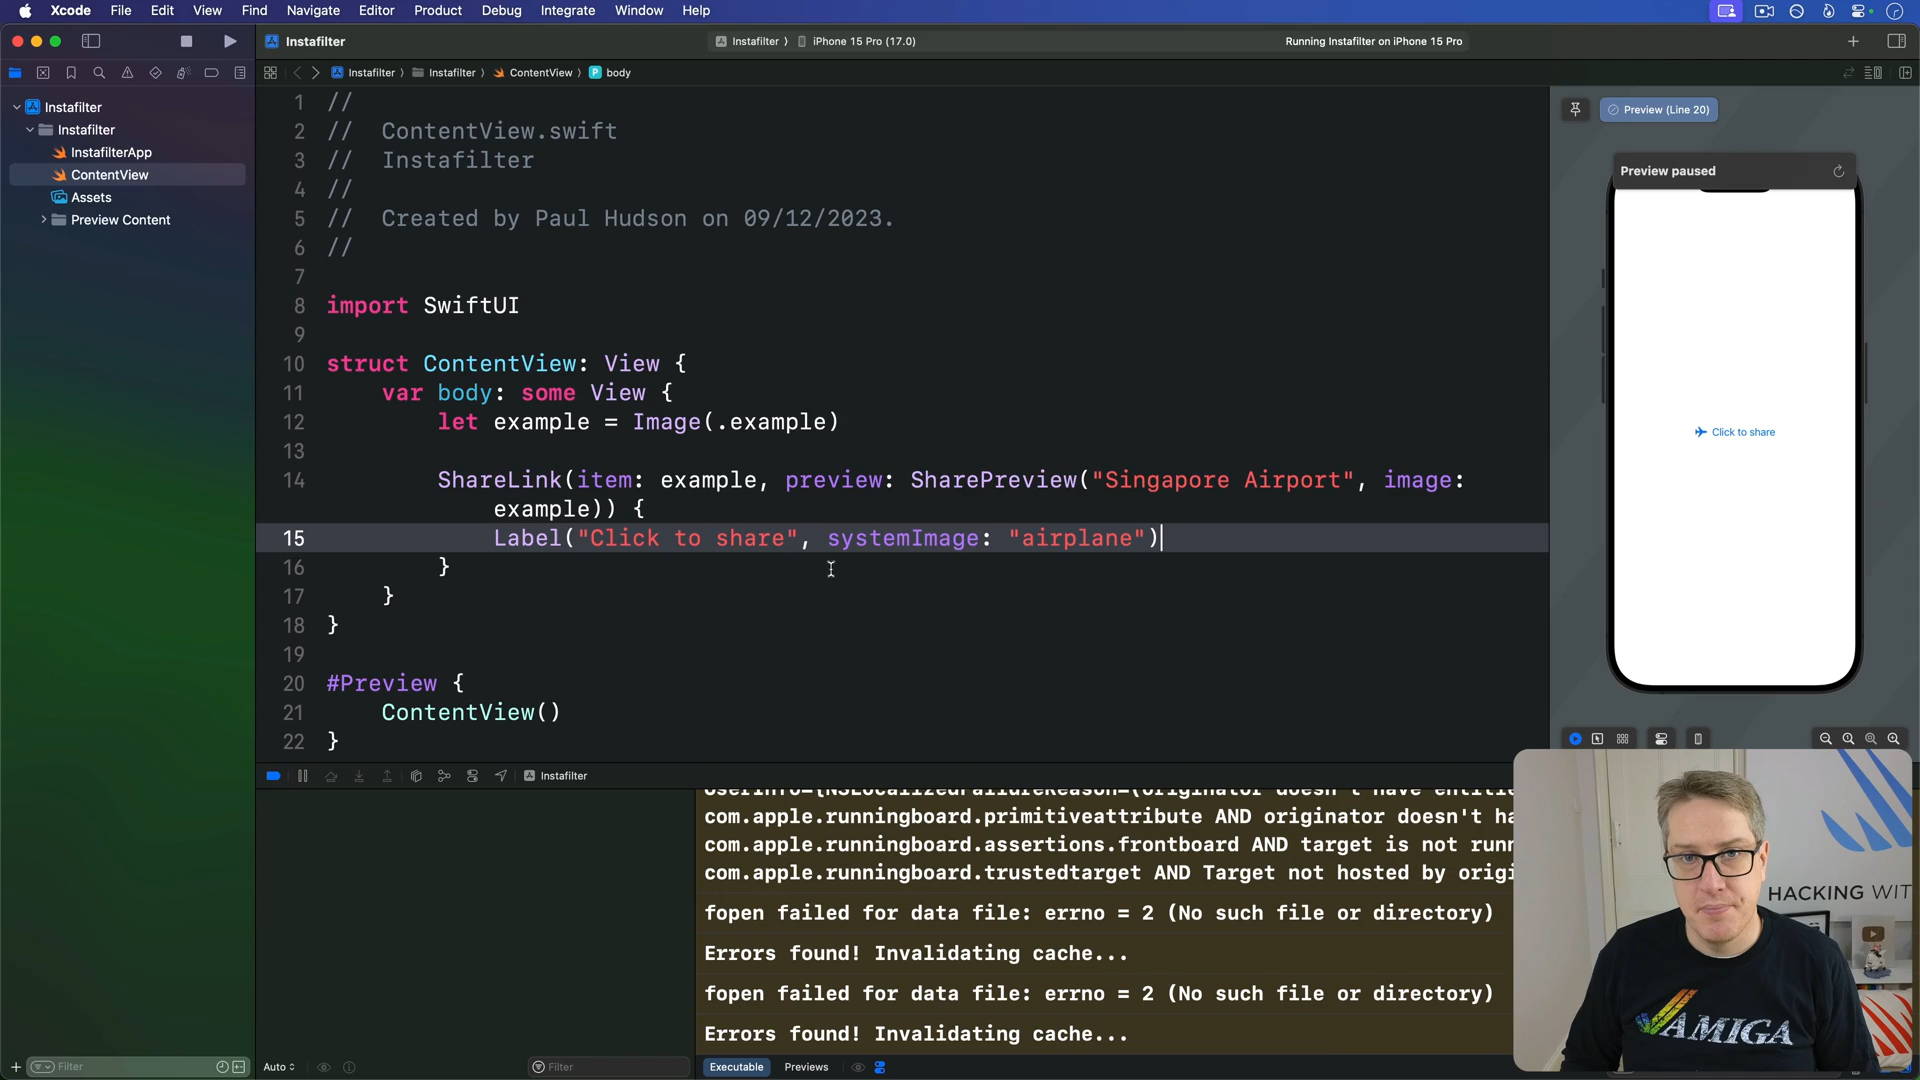 Xcode File Edit View Find Navigate Editor Product Debug Integrate Window Help
Instafilter
Instafilter iPhone 15 Pro (17.0)
Running Instafilter on iPhone 15 Pro
Instafilter
Instafilter
InstafilterApp
ContentView
Assets
Preview Content
Filter
Instafilter Instafilter ContentView P body
1 //
2 // ContentView.swift
3 // Instafilter
4 //
5 // Created by Paul Hudson on 09/12/2023.
6 //
7
8 import SwiftUI
9
10 struct ContentView: View {
11 var body: some View {
12 let example = Image(.example)
13
14 ShareLink(item: example, preview: SharePreview("Singapore Airport", image:
example)) {
15 Label("Click to share", systemImage: "airplane")
16 }
17 }
18 }
19
20 #Preview {
21 ContentView()
22 }
Preview (Line 20)
Preview paused
Click to share
Instafilter
com.apple.runningboard.primitiveattribute AND originator doesn't ha
com.apple.runningboard.assertions.frontboard AND target is not runn
com.apple.runningboard.trustedtarget AND Target not hosted by origi
fopen failed for data file: errno = 2 (No such file or directory)
Errors found! Invalidating cache...
fopen failed for data file: errno = 2 (No such file or directory)
Errors found! Invalidating cache...
Auto
Filter
Executable Previews
HACKING WIT
AMIGA